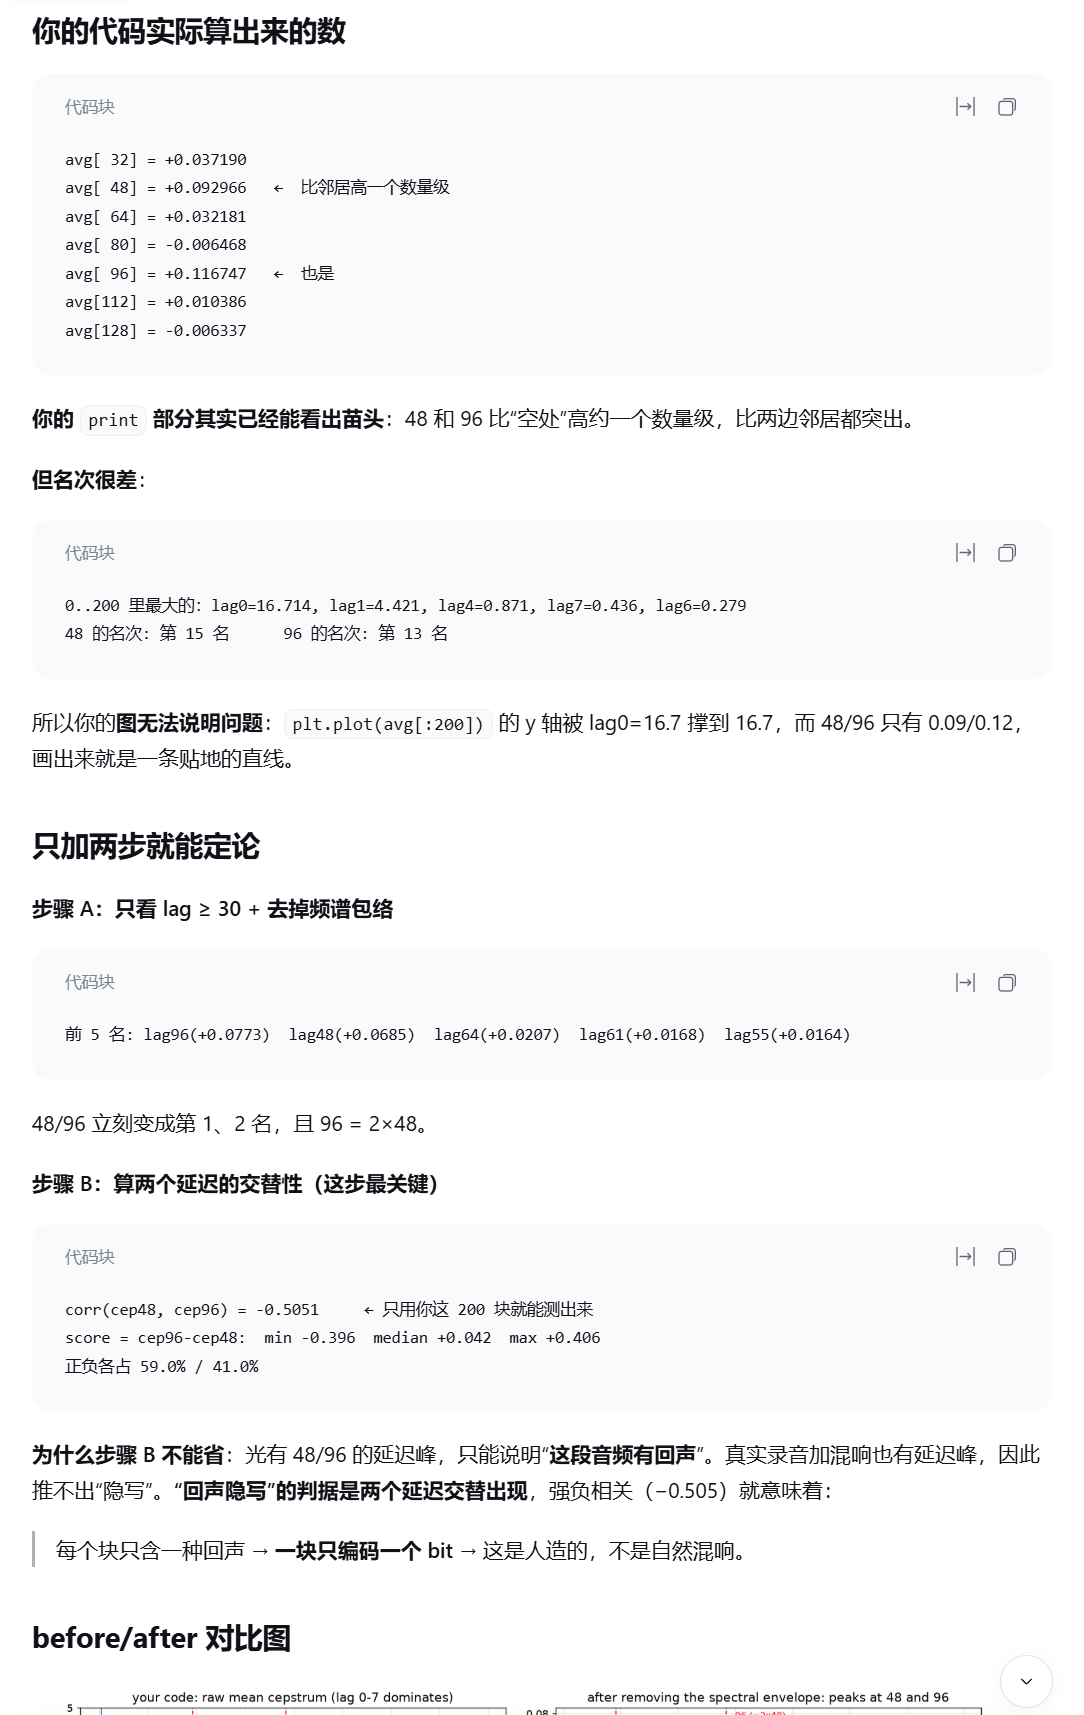 你的代码实际算出来的数
代码块
avg[ 32] = +0.037190
avg[ 48] = +0.092966   ←  比邻居高一个数量级
avg[ 64] = +0.032181
avg[ 80] = -0.006468
avg[ 96] = +0.116747   ←  也是
avg[112] = +0.010386
avg[128] = -0.006337
你的 print 部分其实已经能看出苗头：48 和 96 比“空处”高约一个数量级，比两边邻居都突出。
但名次很差：
代码块
0..200 里最大的：lag0=16.714, lag1=4.421, lag4=0.871, lag7=0.436, lag6=0.279
48 的名次：第 15 名      96 的名次：第 13 名
所以你的图无法说明问题：plt.plot(avg[:200]) 的 y 轴被 lag0=16.7 撑到 16.7，而 48/96 只有 0.09/0.12，
画出来就是一条贴地的直线。
只加两步就能定论
步骤 A：只看 lag ≥ 30 + 去掉频谱包络
代码块
前 5 名：lag96(+0.0773)  lag48(+0.0685)  lag64(+0.0207)  lag61(+0.0168)  lag55(+0.0164)
48/96 立刻变成第 1、2 名，且 96 = 2×48。
步骤 B：算两个延迟的交替性（这步最关键）
代码块
corr(cep48, cep96) = -0.5051     ← 只用你这 200 块就能测出来
score = cep96-cep48:  min -0.396  median +0.042  max +0.406
正负各占 59.0% / 41.0%
为什么步骤 B 不能省：光有 48/96 的延迟峰，只能说明“这段音频有回声”。真实录音加混响也有延迟峰，因此
推不出“隐写”。“回声隐写”的判据是两个延迟交替出现，强负相关（−0.505）就意味着：
每个块只含一种回声 → 一块只编码一个 bit → 这是人造的，不是自然混响。
before/after 对比图
your code: raw mean cepstrum (lag 0-7 dominates)
after removing the spectral envelope: peaks at 48 and 96
5
0.08
96 (=2x48)